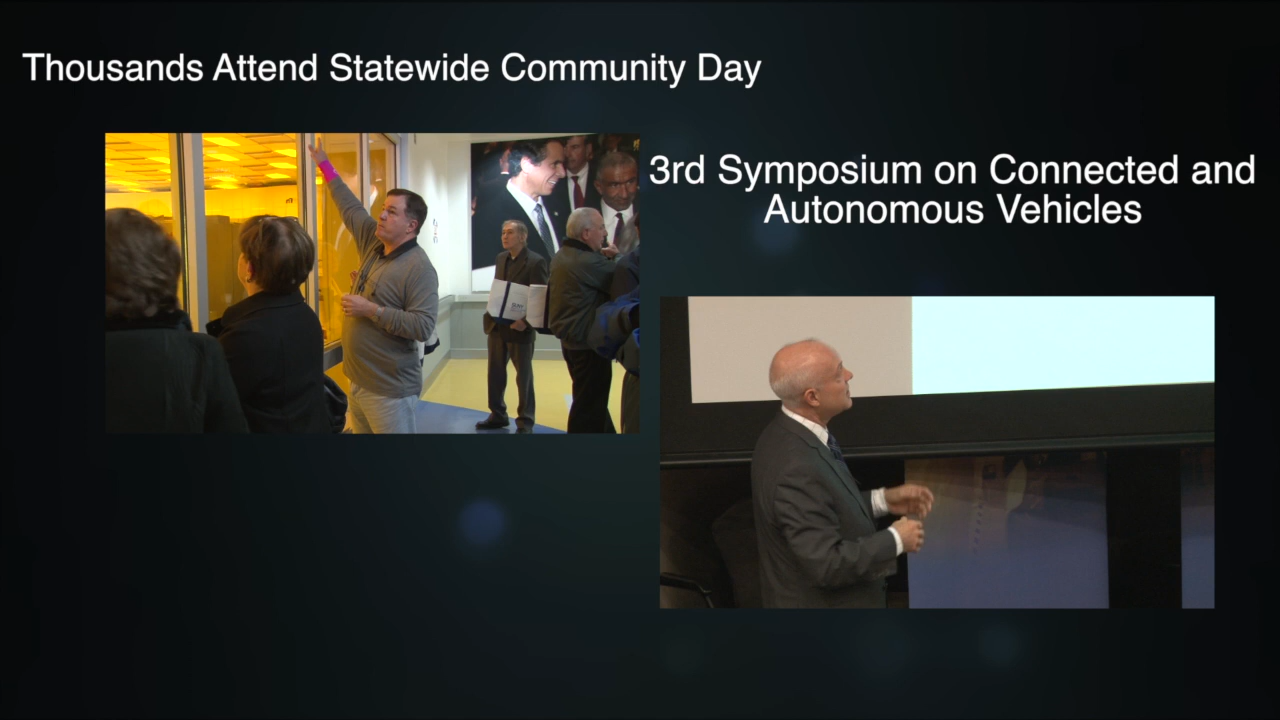 Thousands Attend Statewide Community Day
3rd Symposium on Connected and
Autonomous Vehicles